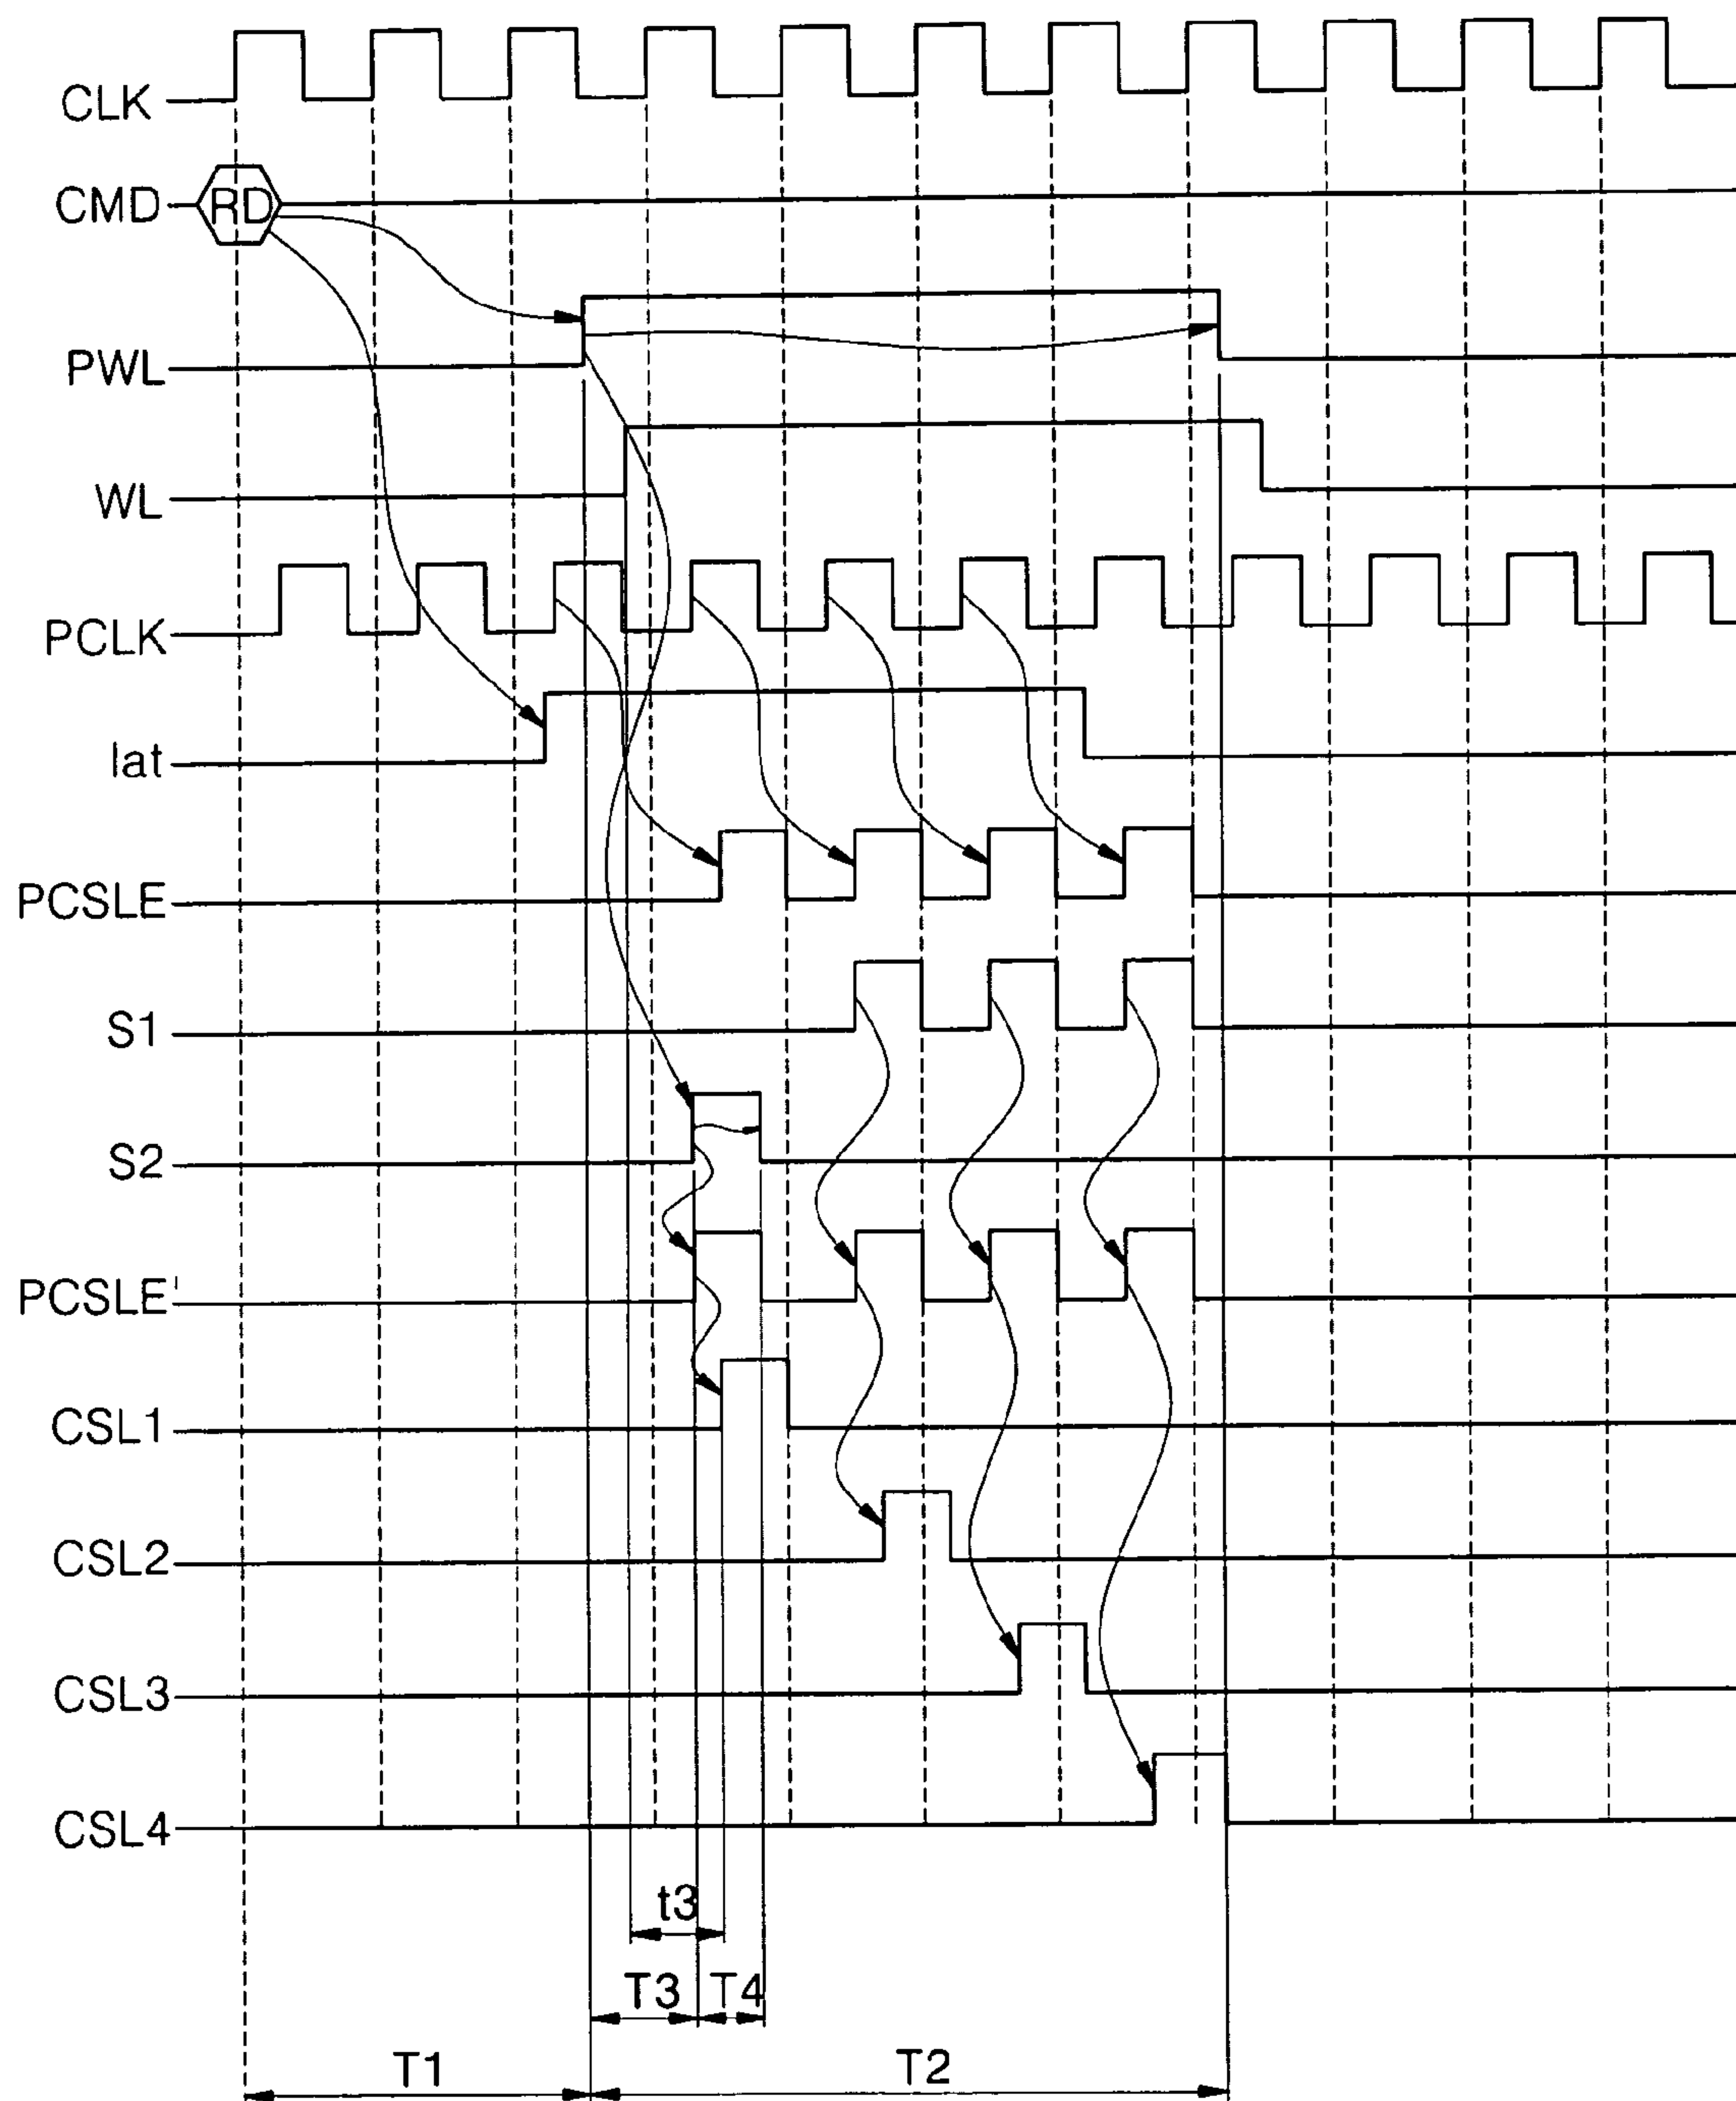 CLK
CMD RD
PWL
WL
PCLK
lat
PCSLE
S1
S2
PCSLE'
CSL1
CSL2
CSL3
CSL4
t3
T3 T4
T1 T2